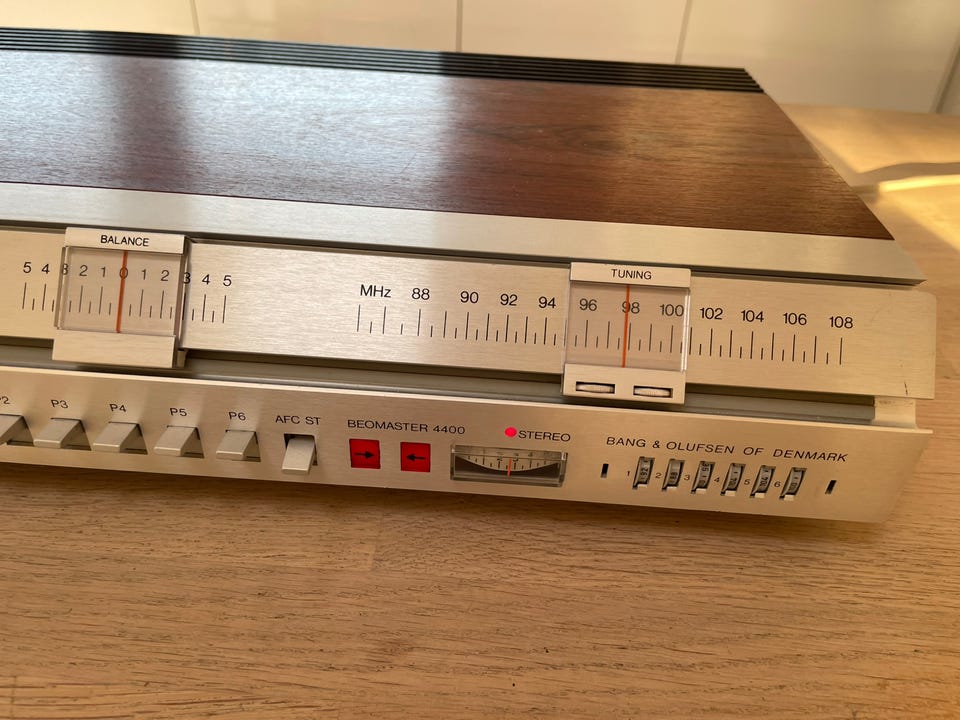 BALANCE
5 4 3 2 1 0 1 2 3 4 5
TUNING
MHz 88 90 92 94 96 98 100 102 104 106 108
P2 P3 P4 P5 P6 AFC ST
BEOMASTER 4400
STEREO
BANG & OLUFSEN OF DENMARK
1 2 3 4 5 6